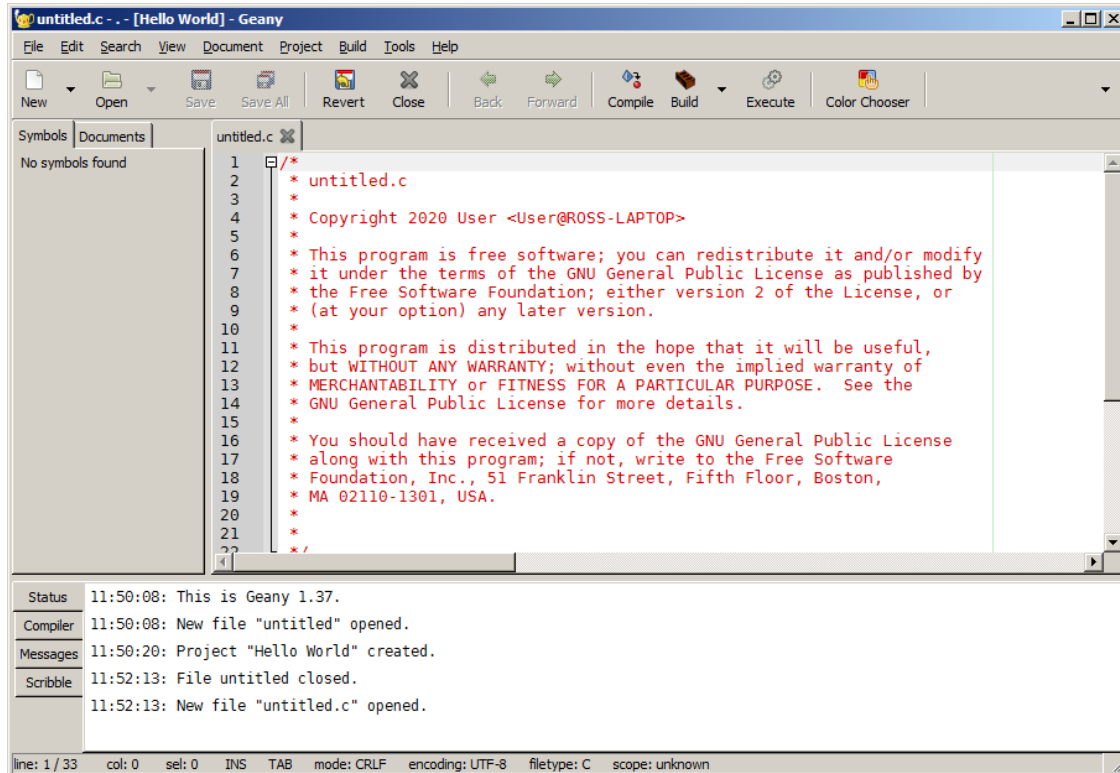 untitled.c - . - [Hello World] - Geany
File Edit Search View Document Project Build Tools Help
New Open Save Save All Revert Close Back Forward Compile Build Execute Color Chooser
Symbols Documents untitled.c
No symbols found
1 /*
2 * untitled.c
3 *
4 * Copyright 2020 User <User@ROSS-LAPTOP>
5 *
6 * This program is free software; you can redistribute it and/or modify
7 * it under the terms of the GNU General Public License as published by
8 * the Free Software Foundation; either version 2 of the License, or
9 * (at your option) any later version.
10 *
11 * This program is distributed in the hope that it will be useful,
12 * but WITHOUT ANY WARRANTY; without even the implied warranty of
13 * MERCHANTABILITY or FITNESS FOR A PARTICULAR PURPOSE.  See the
14 * GNU General Public License for more details.
15 *
16 * You should have received a copy of the GNU General Public License
17 * along with this program; if not, write to the Free Software
18 * Foundation, Inc., 51 Franklin Street, Fifth Floor, Boston,
19 * MA 02110-1301, USA.
20 *
21 *
22 */
Status 11:50:08: This is Geany 1.37.
Compiler 11:50:08: New file "untitled" opened.
Messages 11:50:20: Project "Hello World" created.
Scribble 11:52:13: File untitled closed.
11:52:13: New file "untitled.c" opened.
line: 1 / 33 col: 0 sel: 0 INS TAB mode: CRLF encoding: UTF-8 filetype: C scope: unknown